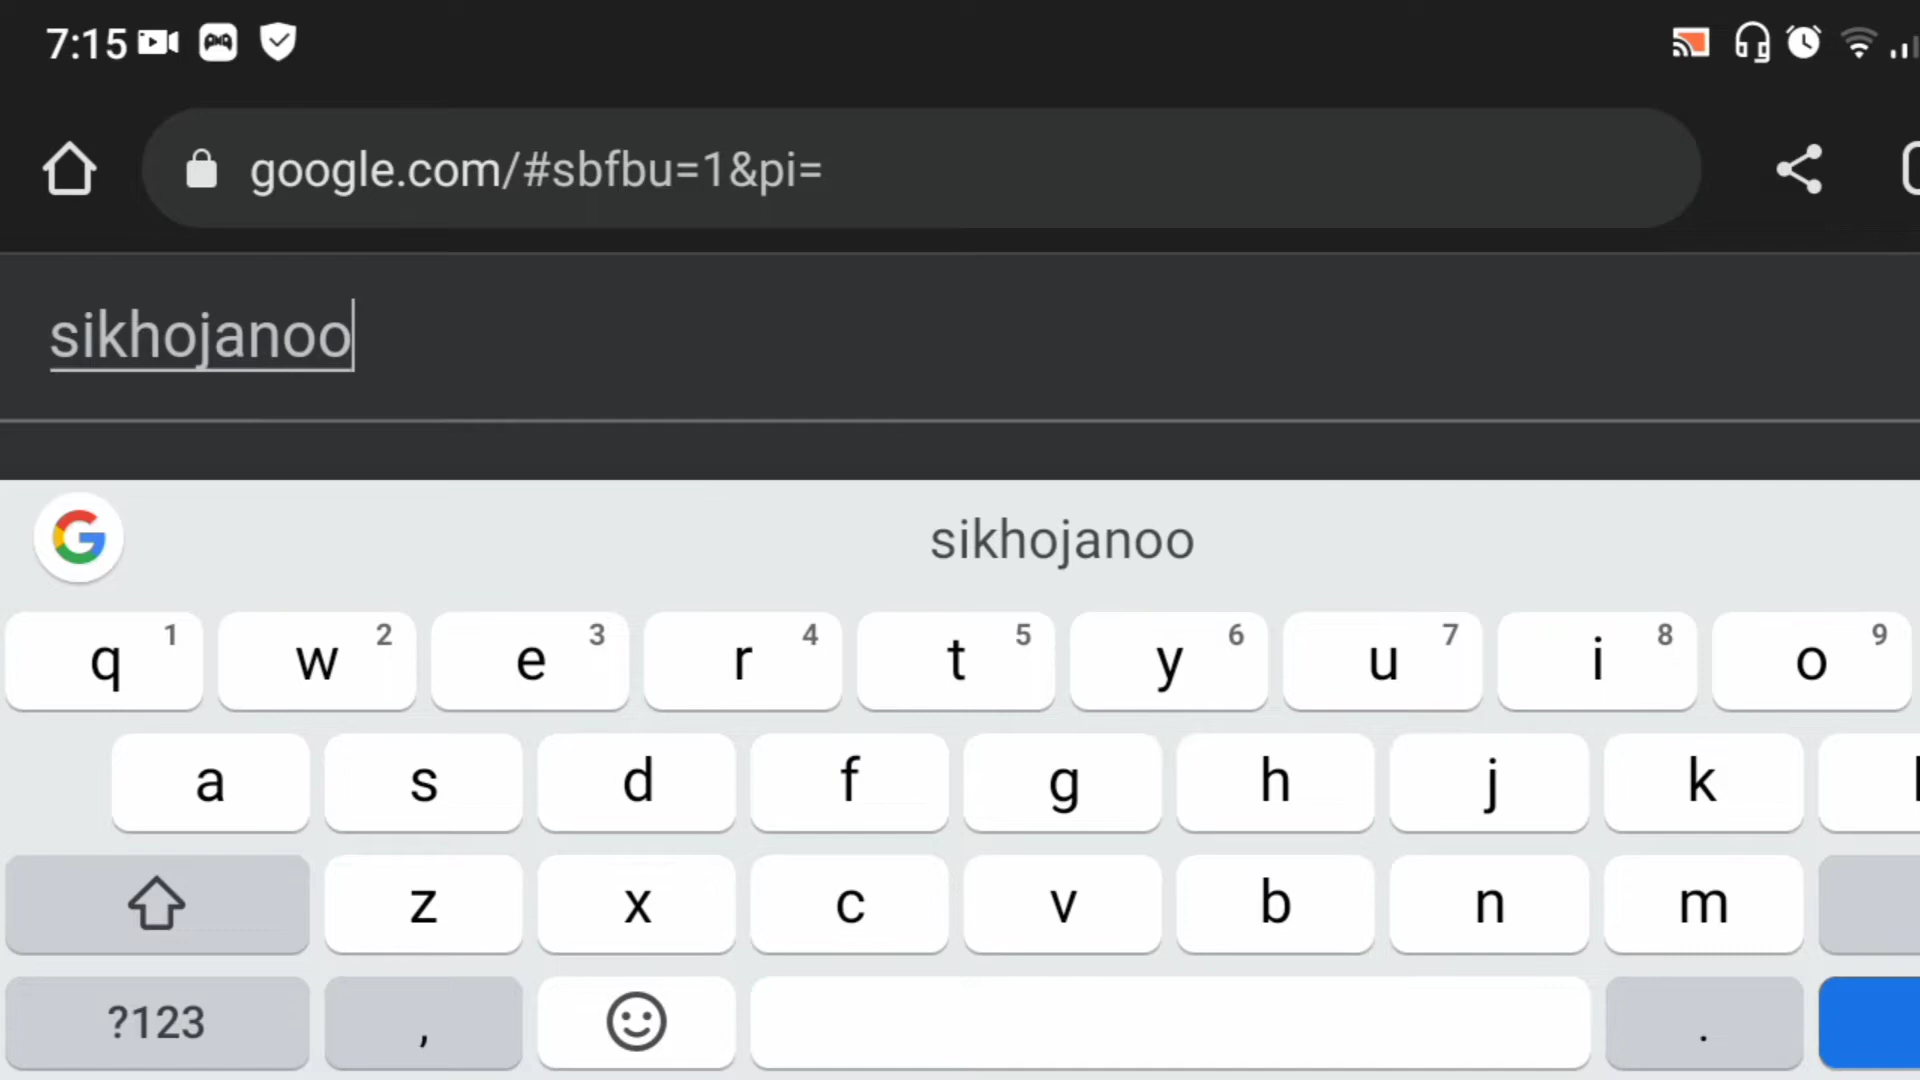 7:15
google.com/#sbfbu=1&pi=
sikhojanoo
G sikhojanoo
q 1 w 2 e 3 r 4 t 5 y 6 u 7 i 8 o 9
a s d f g h j k
z x c v b n m
?123 , .